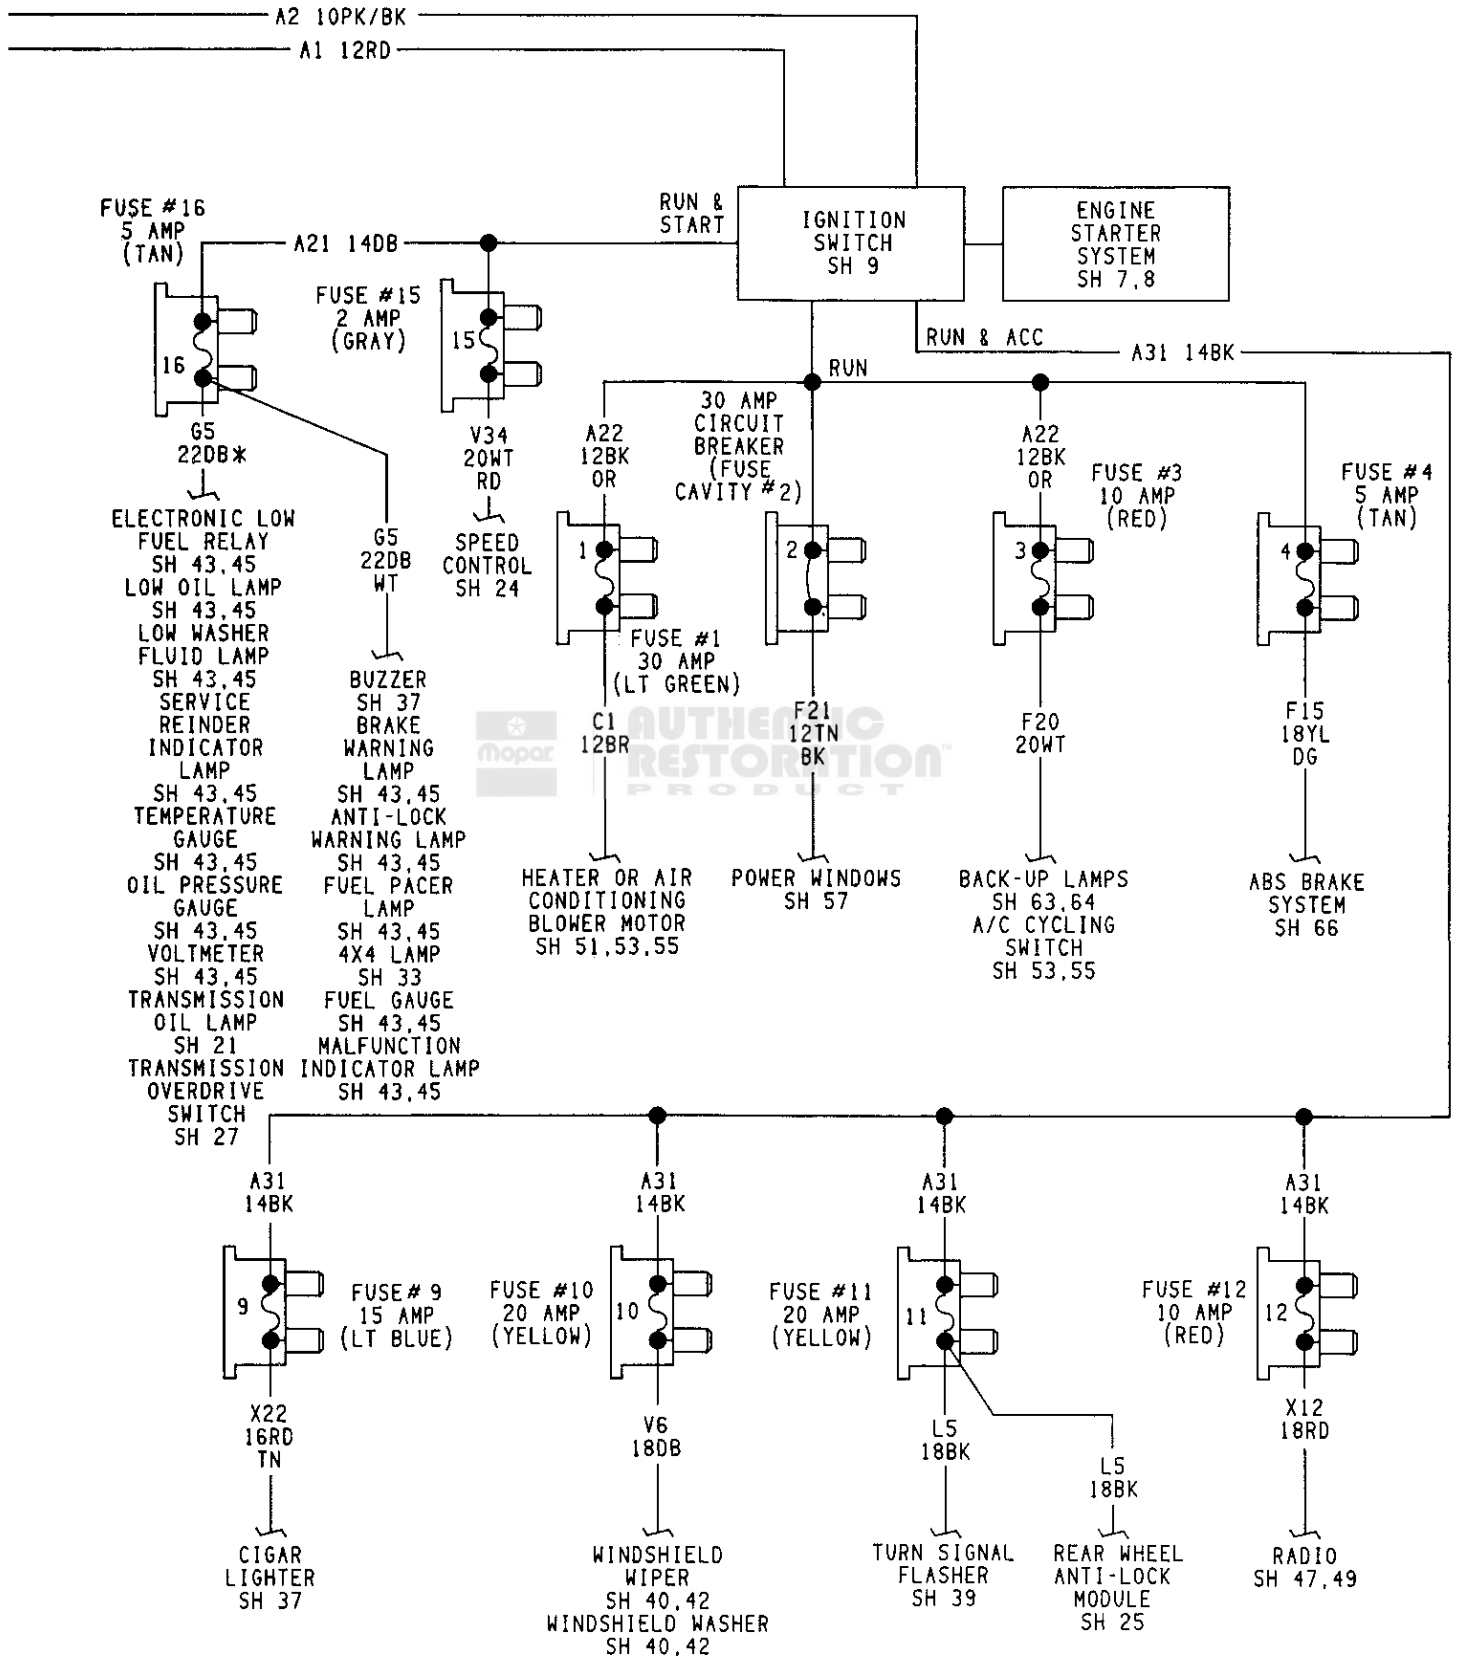 A2 10PK/BK
A1 12RD
FUSE #16
5 AMP
(TAN)
A21 14DB
RUN &
START
IGNITION
SWITCH
SH 9
ENGINE
STARTER
SYSTEM
SH 7,8
FUSE #15
2 AMP
(GRAY)
15
16
RUN & ACC
A31 14BK
RUN
G5
22DB*
V34
20WT
RD
A22
12BK
OR
30 AMP
CIRCUIT
BREAKER
(FUSE
CAVITY #2)
A22
12BK
OR
FUSE #3
10 AMP
(RED)
FUSE #4
5 AMP
(TAN)
1
2
3
4
ELECTRONIC LOW
FUEL RELAY
SH 43,45
LOW OIL LAMP
SH 43,45
LOW WASHER
FLUID LAMP
SH 43,45
SERVICE
REINDER
INDICATOR
LAMP
SH 43,45
TEMPERATURE
GAUGE
SH 43,45
OIL PRESSURE
GAUGE
SH 43,45
VOLTMETER
SH 43,45
TRANSMISSION
OIL LAMP
SH 21
TRANSMISSION
OVERDRIVE
SWITCH
SH 27
G5
22DB
WT
BUZZER
SH 37
BRAKE
WARNING
LAMP
SH 43,45
ANTI-LOCK
WARNING LAMP
SH 43,45
FUEL PACER
LAMP
SH 43,45
4X4 LAMP
SH 33
FUEL GAUGE
SH 43,45
MALFUNCTION
INDICATOR LAMP
SH 43,45
SPEED
CONTROL
SH 24
FUSE #1
30 AMP
(LT GREEN)
C1
12BR
F21
12TN
BK
F20
20WT
F15
18YL
DG
Mopar
AUTHENTIC
RESTORATION™
PRODUCT
HEATER OR AIR
CONDITIONING
BLOWER MOTOR
SH 51,53,55
POWER WINDOWS
SH 57
BACK-UP LAMPS
SH 63,64
A/C CYCLING
SWITCH
SH 53,55
ABS BRAKE
SYSTEM
SH 66
A31
14BK
A31
14BK
A31
14BK
A31
14BK
9
FUSE# 9
15 AMP
(LT BLUE)
FUSE #10
20 AMP
(YELLOW)
10
FUSE #11
20 AMP
(YELLOW)
11
FUSE #12
10 AMP
(RED)
12
X22
16RD
TN
V6
18DB
L5
18BK
L5
18BK
X12
18RD
CIGAR
LIGHTER
SH 37
WINDSHIELD
WIPER
SH 40,42
WINDSHIELD WASHER
SH 40,42
TURN SIGNAL
FLASHER
SH 39
REAR WHEEL
ANTI-LOCK
MODULE
SH 25
RADIO
SH 47,49